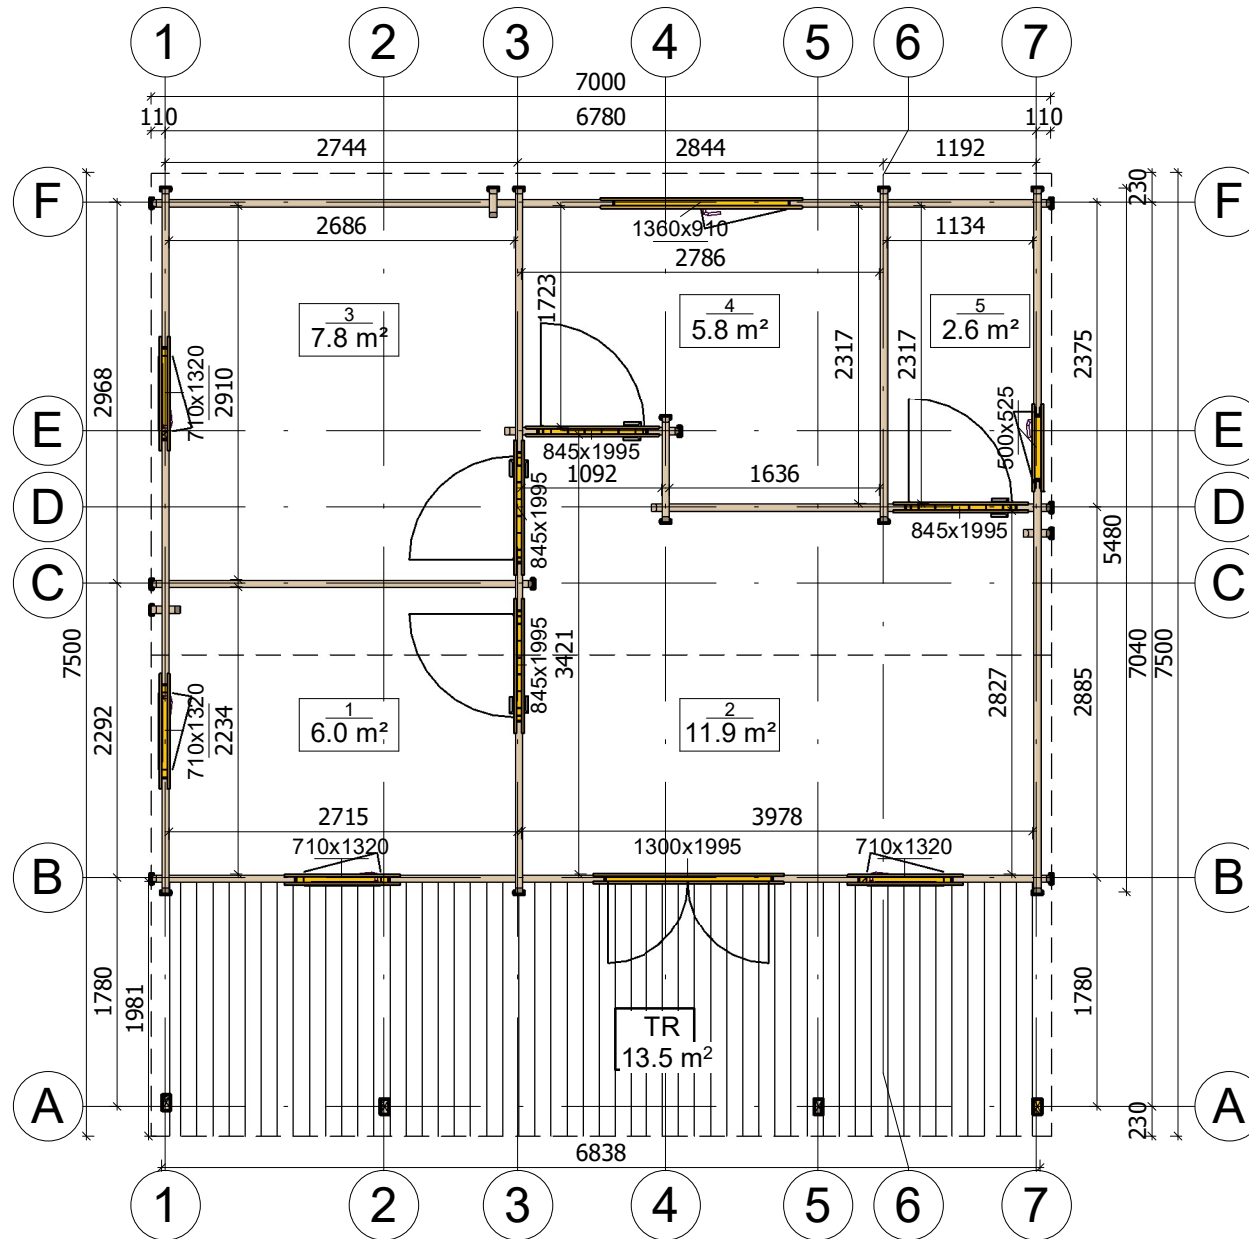 1 2 3 4 5 6 7
7000
110 6780 110
2744 2844 1192
F 230 F
2686 1360x910 1134
2786
1723
3
7.8 m²
4
5.8 m²
5
2.6 m²
2317 2317 2375
2968 710x1320 2910
E 500x525 E
845x1995
1092 1636
D 845x1995 845x1995 D
5480
C C
7500 3421 845x1995 7040 7500
2827 2885
2292 710x1320 2234
1
6.0 m²
2
11.9 m²
2715 3978
710x1320 1300x1995 710x1320
B B
1780 1981 1780
TR
13.5 m²
A A
230
6838
1 2 3 4 5 6 7